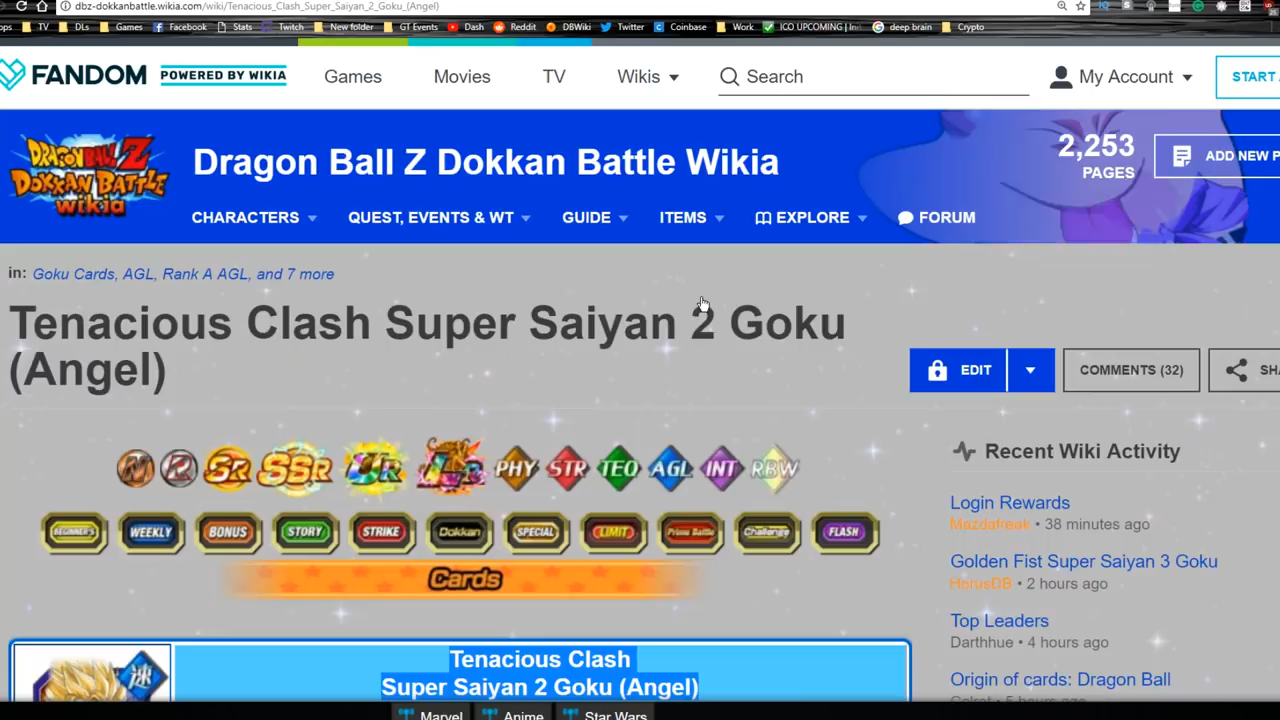 dbz-dokkanbattle.wikia.com/wiki/Tenacious_Clash_Super_Saiyan_2_Goku_(Angel)
TV DLs Games Facebook Stats Twitch New folder GT Events Dash Reddit DBWiki Twitter Coinbase Work ICO UPCOMING | In deep brain Crypto
FANDOM POWERED BY WIKIA Games Movies TV Wikis Search My Account START
DRAGON BALL Z DOKKAN BATTLE wikia
Dragon Ball Z Dokkan Battle Wikia
2,253 PAGES
ADD NEW P
CHARACTERS QUEST, EVENTS & WT GUIDE ITEMS EXPLORE FORUM
in: Goku Cards, AGL, Rank A AGL, and 7 more
Tenacious Clash Super Saiyan 2 Goku
(Angel)
EDIT COMMENTS (32) SH
N R SR SSR UR LR PHY STR TEQ AGL INT RBW
BEGINNER'S WEEKLY BONUS STORY STRIKE Dokkan SPECIAL LIMIT Prime Battle Challenge FLASH
Cards
Tenacious Clash
Super Saiyan 2 Goku (Angel)
速
Recent Wiki Activity
Login Rewards
Mazdafreak • 38 minutes ago
Golden Fist Super Saiyan 3 Goku
HorusDB • 2 hours ago
Top Leaders
Darthhue • 4 hours ago
Origin of cards: Dragon Ball
Marvel Anime Star Wars